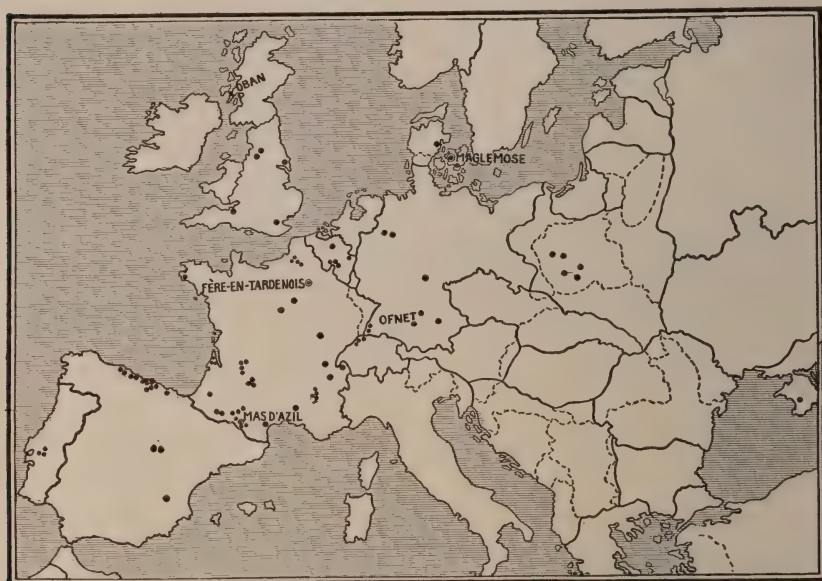 OBAN
MAGLEMOSE
FÈRE-EN-TARDENOIS
OFNET
MAS D'AZIL